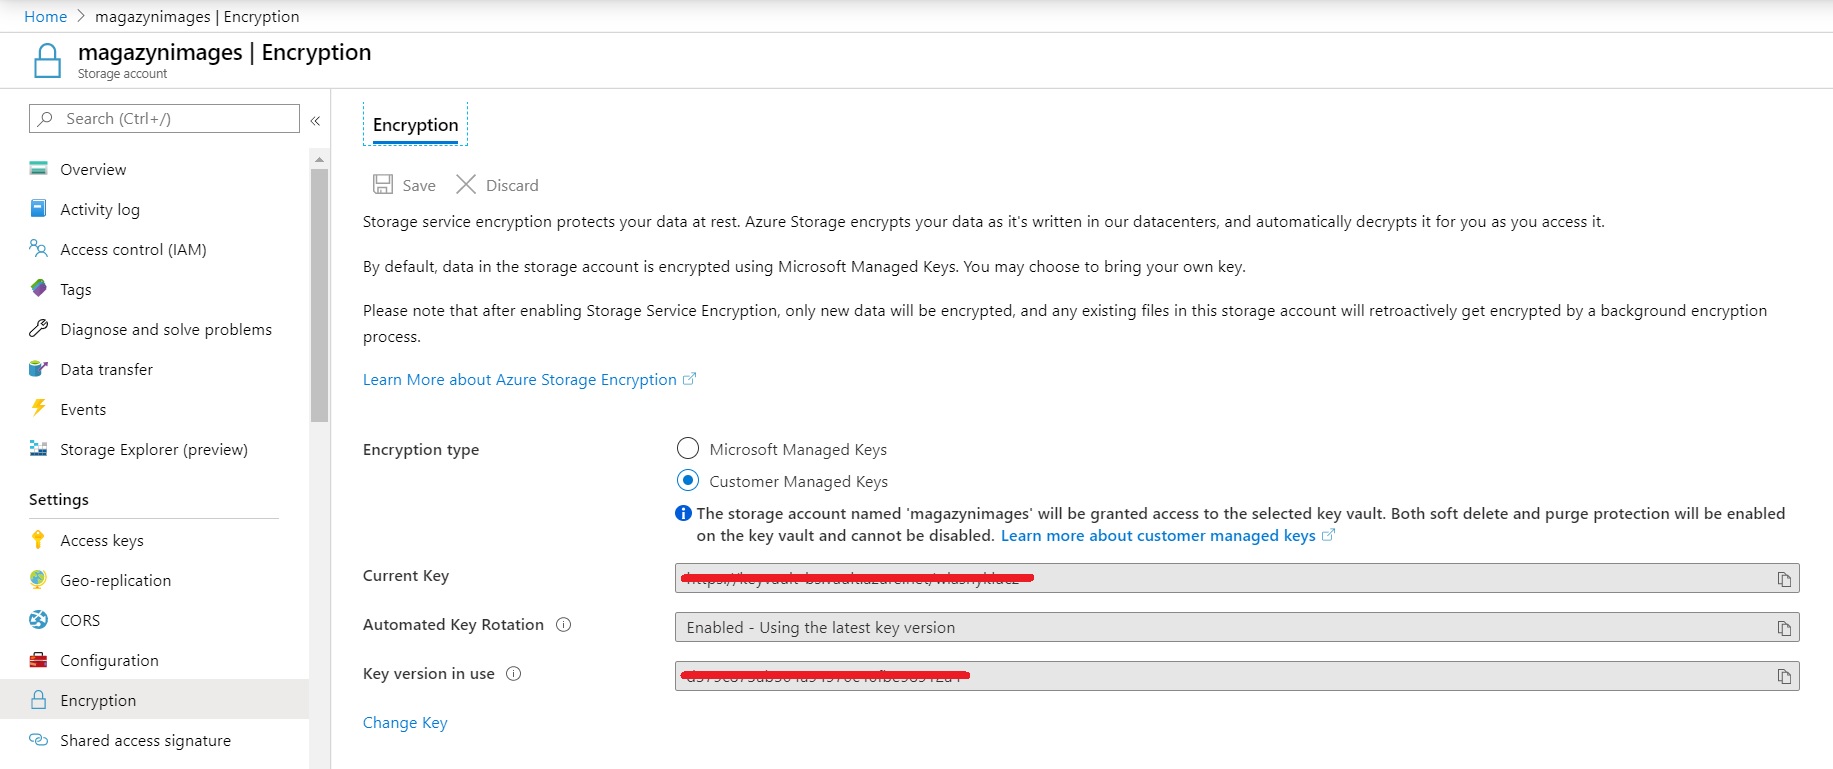 Home > magazynimages | Encryption
magazynimages | Encryption
Storage account
Search (Ctrl+/)
«
Overview
Activity log
Access control (IAM)
Tags
Diagnose and solve problems
Data transfer
Events
Storage Explorer (preview)
Settings
Access keys
Geo-replication
CORS
Configuration
Encryption
Shared access signature
Encryption
Save Discard
Storage service encryption protects your data at rest. Azure Storage encrypts your data as it's written in our datacenters, and automatically decrypts it for you as you access it.
By default, data in the storage account is encrypted using Microsoft Managed Keys. You may choose to bring your own key.
Please note that after enabling Storage Service Encryption, only new data will be encrypted, and any existing files in this storage account will retroactively get encrypted by a background encryption
process.
Learn More about Azure Storage Encryption
Encryption type
Microsoft Managed Keys
Customer Managed Keys
The storage account named 'magazynimages' will be granted access to the selected key vault. Both soft delete and purge protection will be enabled
on the key vault and cannot be disabled. Learn more about customer managed keys
Current Key
Automated Key Rotation
Enabled - Using the latest key version
Key version in use
Change Key